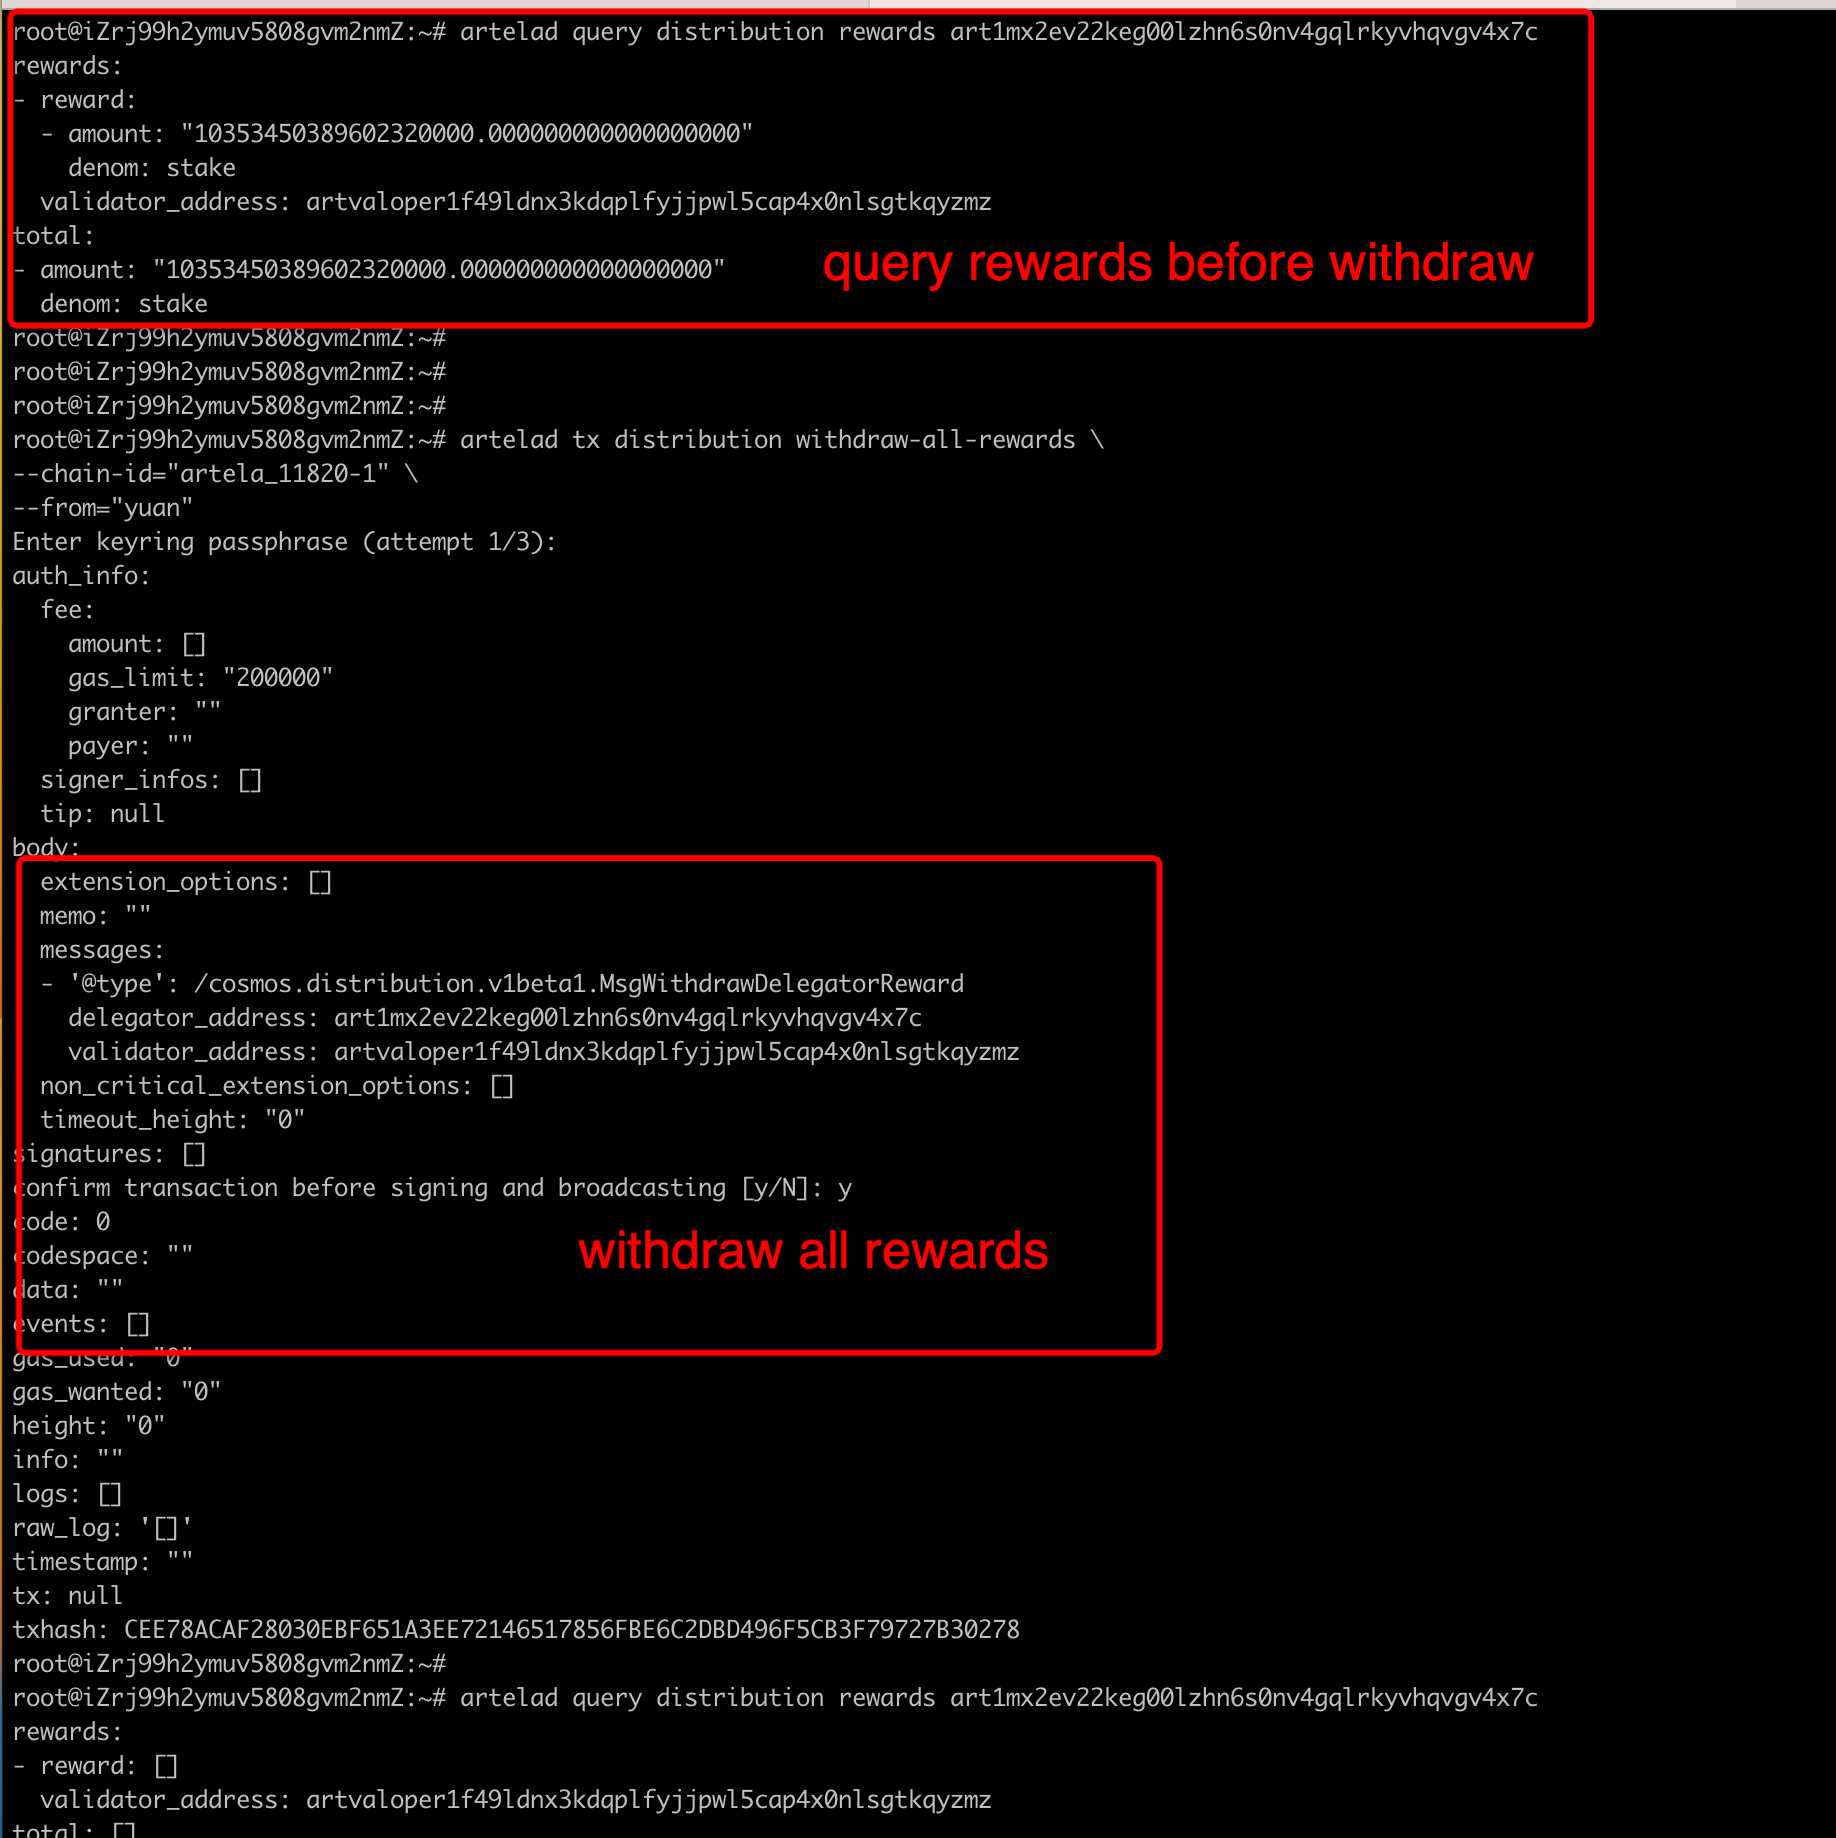 root@iZrj99h2ymuv5808gvm2nmZ:~# artelad query distribution rewards art1mx2ev22keg00lzhn6s0nv4gqlrkyvhqvgv4x7c
rewards:
- reward:
  - amount: "10353450389602320000.000000000000000000"
    denom: stake
  validator_address: artvaloper1f49ldnx3kdqplfyjjpwl5cap4x0nlsgtkqyzmz
total:
- amount: "10353450389602320000.000000000000000000"
query rewards before withdraw
  denom: stake
root@iZrj99h2ymuv5808gvm2nmZ:~#
root@iZrj99h2ymuv5808gvm2nmZ:~#
root@iZrj99h2ymuv5808gvm2nmZ:~#
root@iZrj99h2ymuv5808gvm2nmZ:~# artelad tx distribution withdraw-all-rewards \
--chain-id="artela_11820-1" \
--from="yuan"
Enter keyring passphrase (attempt 1/3):
auth_info:
  fee:
    amount: []
    gas_limit: "200000"
    granter: ""
    payer: ""
  signer_infos: []
  tip: null
body:
  extension_options: []
  memo: ""
  messages:
  - '@type': /cosmos.distribution.v1beta1.MsgWithdrawDelegatorReward
    delegator_address: art1mx2ev22keg00lzhn6s0nv4gqlrkyvhqvgv4x7c
    validator_address: artvaloper1f49ldnx3kdqplfyjjpwl5cap4x0nlsgtkqyzmz
  non_critical_extension_options: []
  timeout_height: "0"
signatures: []
confirm transaction before signing and broadcasting [y/N]: y
code: 0
codespace: ""
withdraw all rewards
data: ""
events: []
gas_used: "0"
gas_wanted: "0"
height: "0"
info: ""
logs: []
raw_log: '[]'
timestamp: ""
tx: null
txhash: CEE78ACAF28030EBF651A3EE72146517856FBE6C2DBD496F5CB3F79727B30278
root@iZrj99h2ymuv5808gvm2nmZ:~#
root@iZrj99h2ymuv5808gvm2nmZ:~# artelad query distribution rewards art1mx2ev22keg00lzhn6s0nv4gqlrkyvhqvgv4x7c
rewards:
- reward: []
  validator_address: artvaloper1f49ldnx3kdqplfyjjpwl5cap4x0nlsgtkqyzmz
total: []